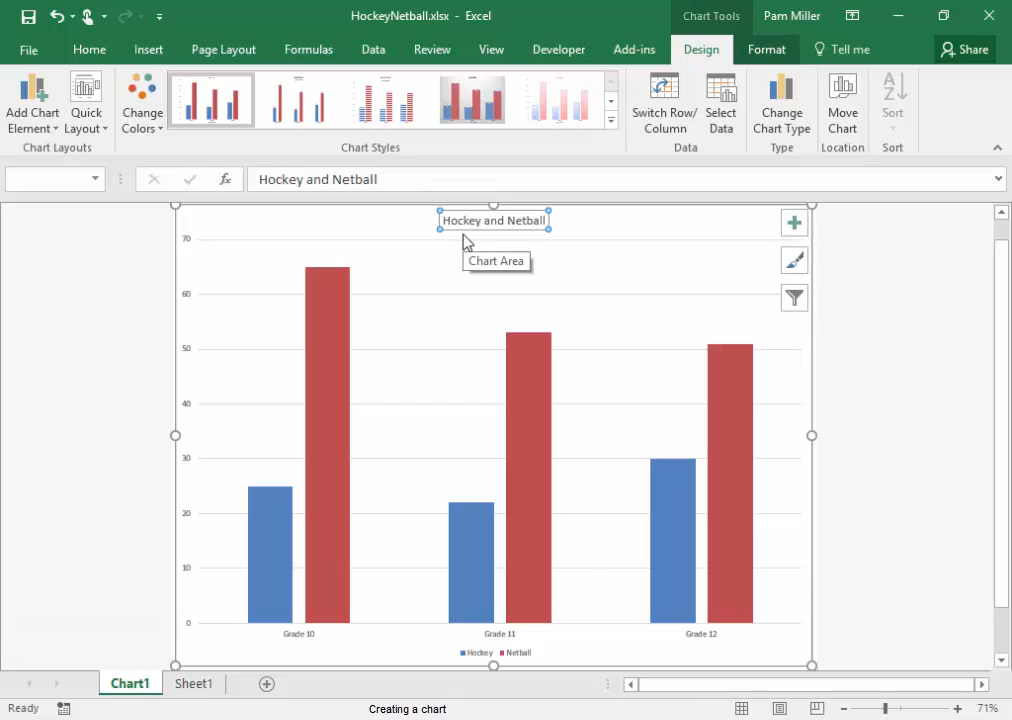 HockeyNetball.xlsx - Excel
Chart Tools
Pam Miller
File
Home
Insert
Page Layout
Formulas
Data
Review
View
Developer
Add-ins
Design
Format
Tell me
Share
Add Chart
Element
Quick
Layout
Change
Colors
Switch Row/
Column
Select
Data
Change
Chart Type
Move
Chart
Sort
Chart Layouts
Chart Styles
Data
Type
Location
Sort
fx
Hockey and Netball
Hockey and Netball
Chart Area
70
60
50
40
30
20
10
0
Grade 10
Grade 11
Grade 12
Hockey
Netball
Chart1
Sheet1
Ready
Creating a chart
71%